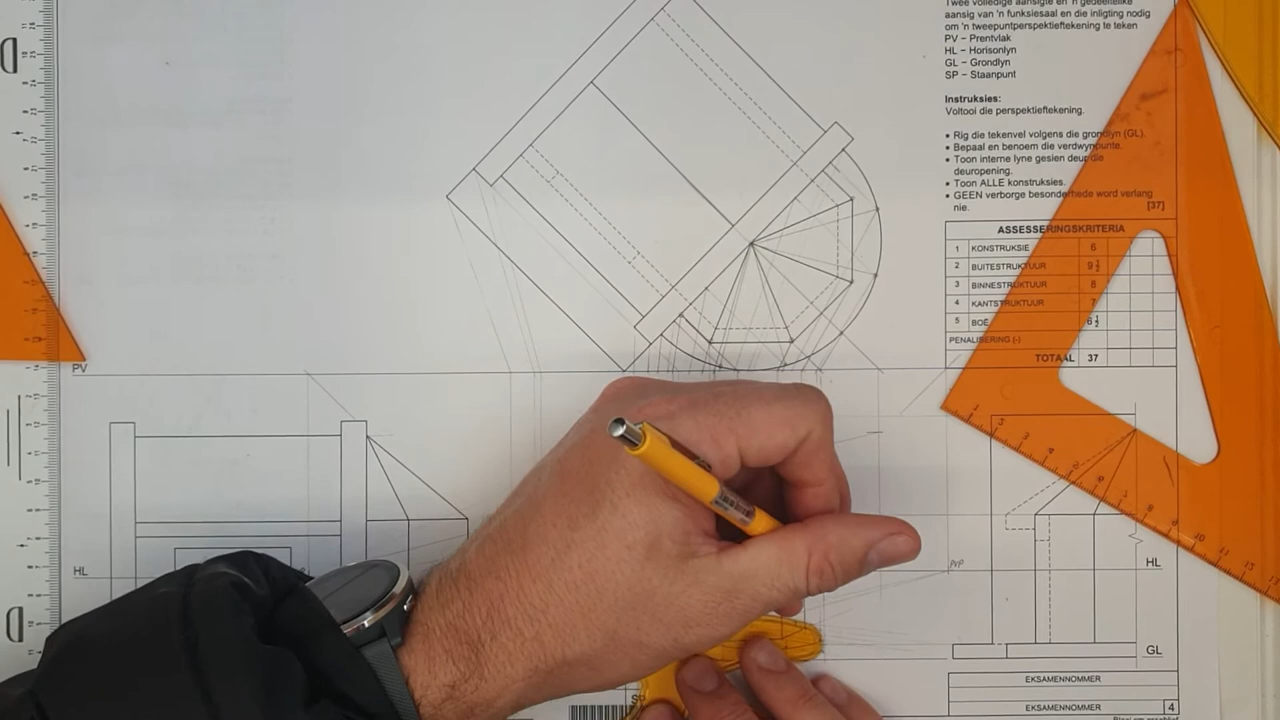 Twee volledige aansigte en 'n gedeeltelike
aansig van 'n funksiesaal en die inligting nodig
om 'n tweepuntperspektieftekening te teken
PV – Prentvlak
HL – Horisonlyn
GL – Grondlyn
SP – Staanpunt
Instruksies:
Voltooi die perspektieftekening.
• Rig die tekenvel volgens die grondlyn (GL).
• Bepaal en benoem die verdwynpunte.
• Toon interne lyne gesien deur die
deuropening.
• Toon ALLE konstruksies.
• GEEN verborge besonderhede word verlang
nie.
[37]
ASSESSERINGSKRITERIA
1 KONSTRUKSIE 6
2 BUITESTRUKTUUR 9 ½
3 BINNESTRUKTUUR 8
4 KANTSTRUKTUUR 7
5 BOË 6 ½
PENALISERING (-)
TOTAAL 37
PV
HL
PVP
HL
GL
SP
EKSAMENNOMMER
EKSAMENNOMMER 4